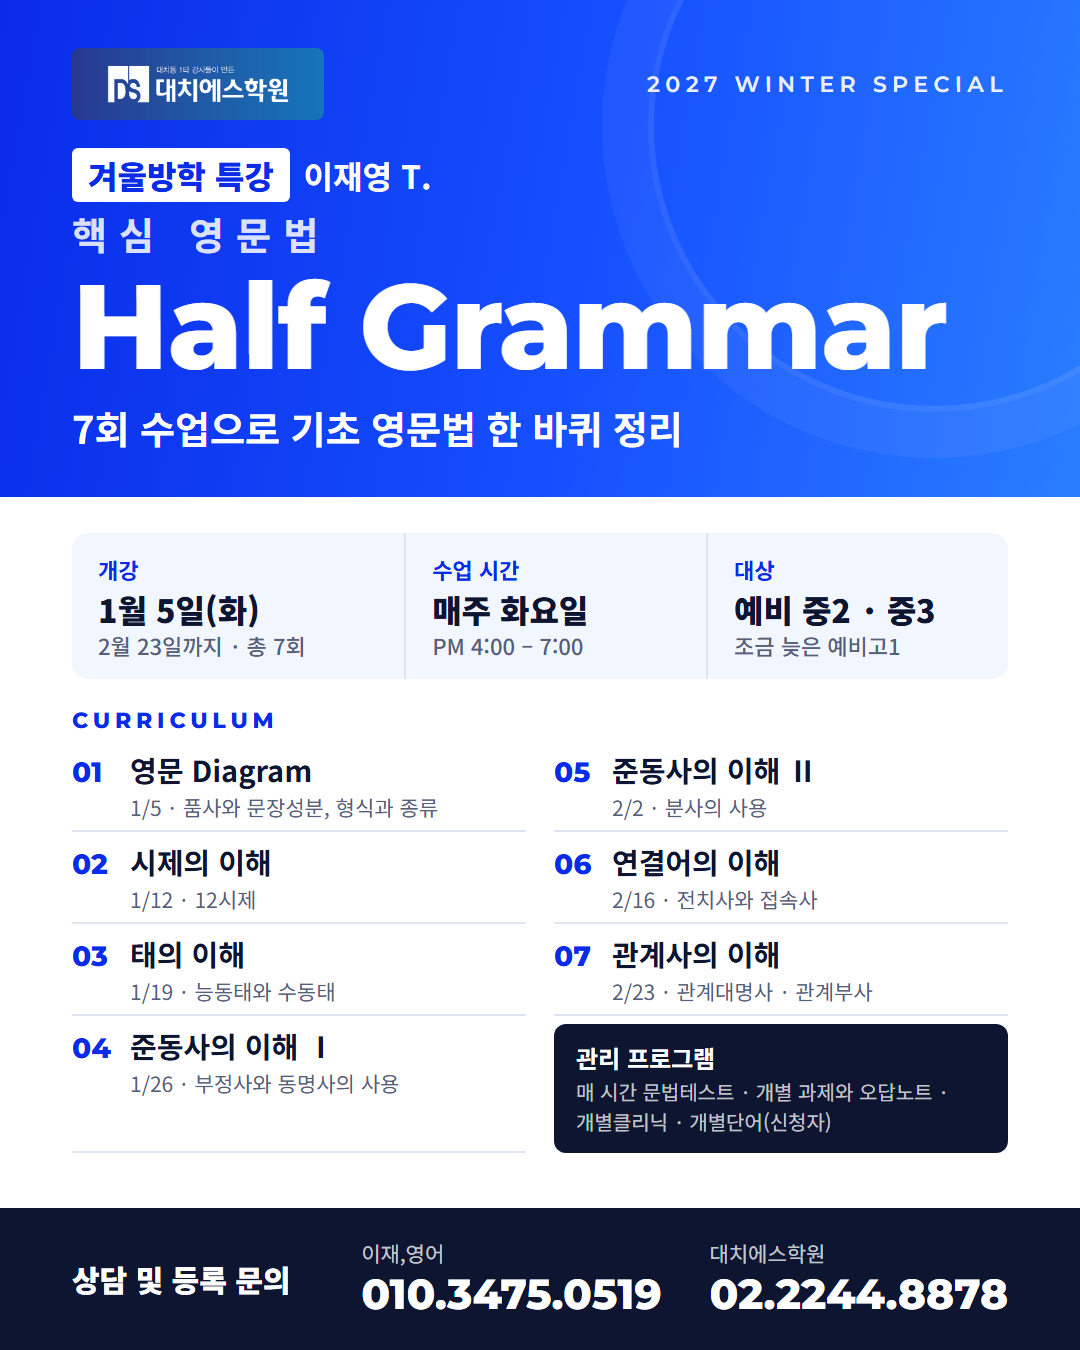 대치동 1타 강사들이 만든
DS 대치에스학원
2027 WINTER SPECIAL
겨울방학 특강 이재영 T.
핵심 영문법
Half Grammar
7회 수업으로 기초 영문법 한 바퀴 정리
개강
1월 5일(화)
2월 23일까지 · 총 7회
수업 시간
매주 화요일
PM 4:00 – 7:00
대상
예비 중2 · 중3
조금 늦은 예비고1
CURRICULUM
01 영문 Diagram
1/5 · 품사와 문장성분, 형식과 종류
02 시제의 이해
1/12 · 12시제
03 태의 이해
1/19 · 능동태와 수동태
04 준동사의 이해 Ⅰ
1/26 · 부정사와 동명사의 사용
05 준동사의 이해 Ⅱ
2/2 · 분사의 사용
06 연결어의 이해
2/16 · 전치사와 접속사
07 관계사의 이해
2/23 · 관계대명사 · 관계부사
관리 프로그램
매 시간 문법테스트 · 개별 과제와 오답노트 ·
개별클리닉 · 개별단어(신청자)
상담 및 등록 문의
이재,영어
010.3475.0519
대치에스학원
02.2244.8878